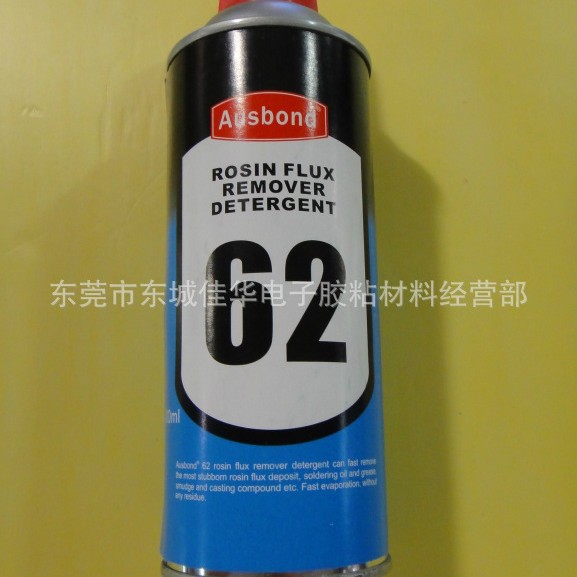 Ausbond™
ROSIN FLUX
REMOVER
DETERGENT
62
东莞市东城佳华电子胶粘材料经营部
0ml
Ausbond® 62 rosin flux remover detergent can fast remove
the most stubborn rosin flux deposit, soldering oil and grease,
smudge and casting compound etc. Fast evaporation, without
any residue.